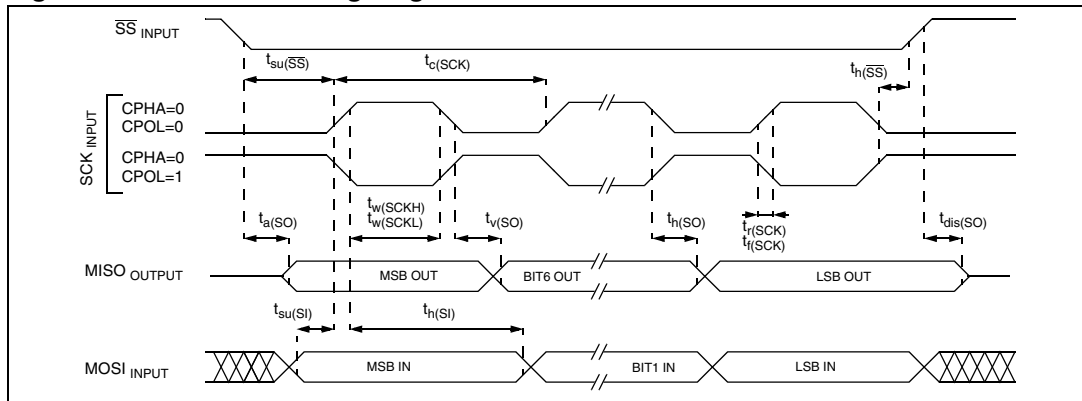 SS INPUT
tsu(SS)
tc(SCK)
th(SS)
SCK INPUT
CPHA=0
CPOL=0
CPHA=0
CPOL=1
ta(SO)
tw(SCKH)
tw(SCKL)
tv(SO)
th(SO)
tr(SCK)
tf(SCK)
tdis(SO)
MISO OUTPUT
MSB OUT
BIT6 OUT
LSB OUT
tsu(SI)
th(SI)
MOSI INPUT
MSB IN
BIT1 IN
LSB IN